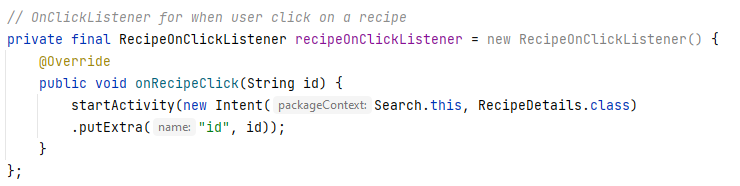 // OnClickListener for when user click on a recipe
private final RecipeOnClickListener recipeOnClickListener = new RecipeOnClickListener() {
@Override
public void onRecipeClick(String id) {
startActivity(new Intent( packageContext: Search.this, RecipeDetails.class)
.putExtra( name: "id", id));
}
};